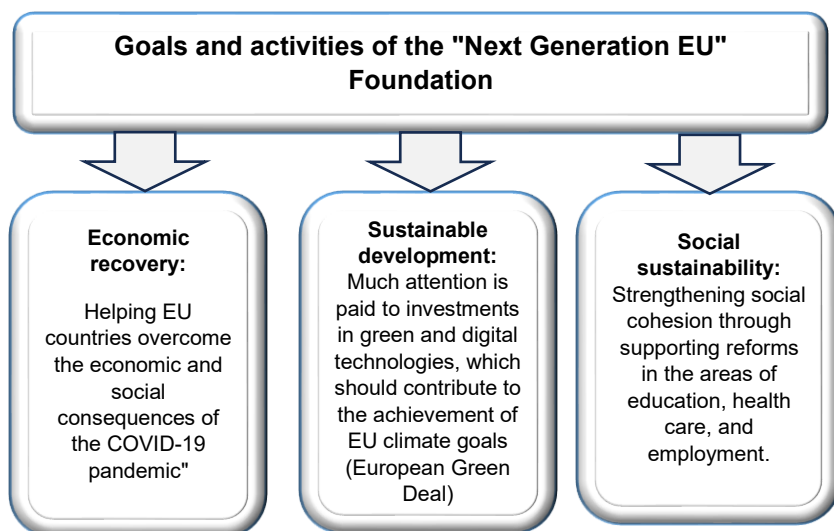 Goals and activities of the "Next Generation EU"
Foundation
Economic
recovery:
Helping EU
countries overcome
the economic and
social
consequences of
the COVID-19
pandemic"
Sustainable
development:
Much attention is
paid to investments
in green and digital
technologies, which
should contribute to
the achievement of
EU climate goals
(European Green
Deal)
Social
sustainability:
Strengthening social
cohesion through
supporting reforms
in the areas of
education, health
care, and
employment.